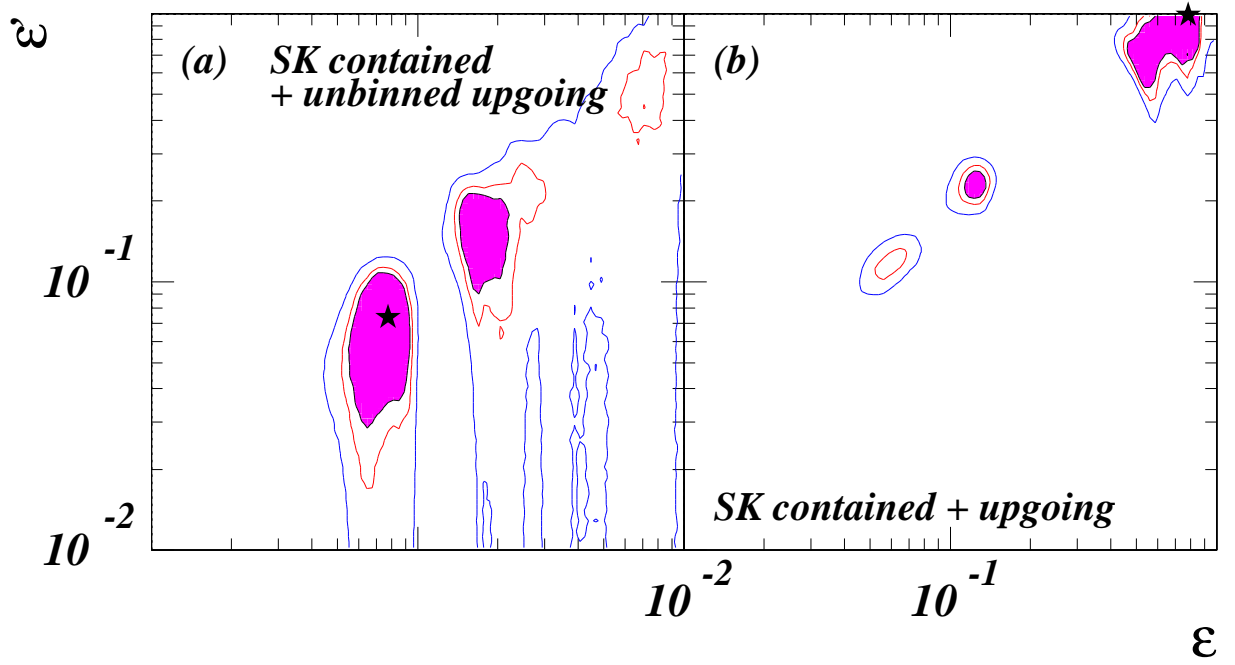 ε′
(a) SK contained
+ unbinned upgoing
(b)
10 -1
SK contained + upgoing
10 -2
10 -2
10 -1
ε